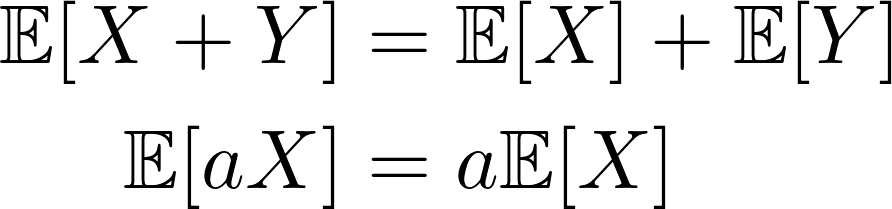 𝔼[X + Y] = 𝔼[X] + 𝔼[Y]
𝔼[aX] = a𝔼[X]